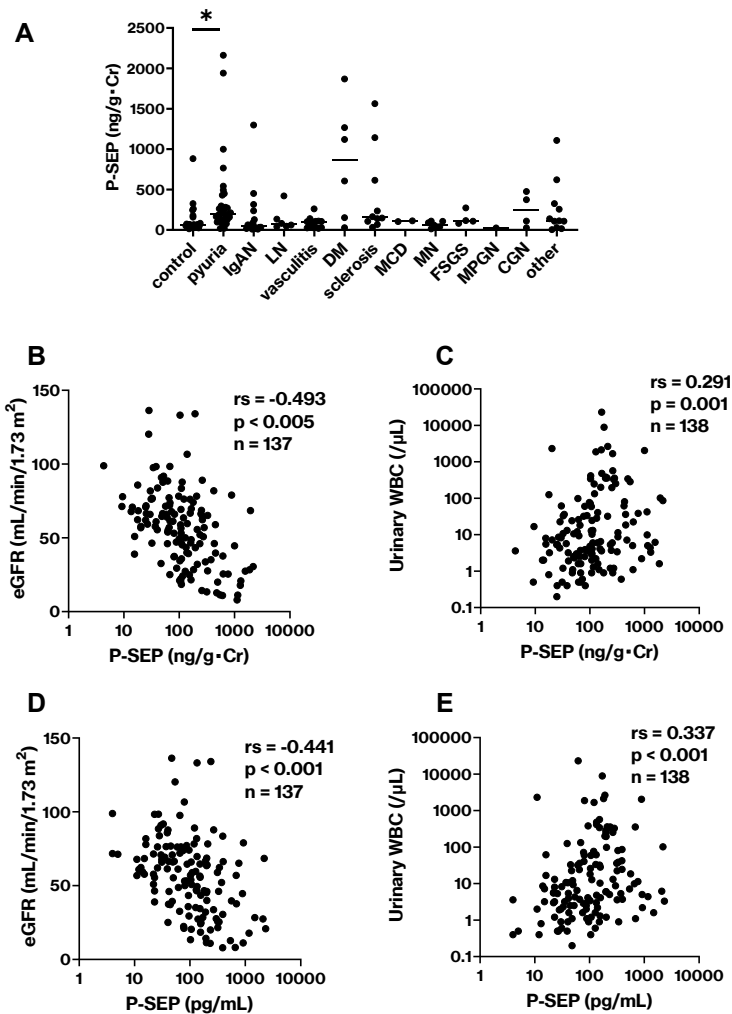 A
*
P-SEP (ng/g·Cr)
2500
2000
1500
1000
500
0
control
pyuria
IgAN
LN
vasculitis
DM
sclerosis
MCD
MN
FSGS
MPGN
CGN
other
B
eGFR (mL/min/1.73 m²)
150
100
50
0
rs = -0.493
p < 0.005
n = 137
1 10 100 1000 10000
P-SEP (ng/g·Cr)
C
Urinary WBC (/μL)
100000
10000
1000
100
10
1
0.1
rs = 0.291
p = 0.001
n = 138
1 10 100 1000 10000
P-SEP (ng/g·Cr)
D
eGFR (mL/min/1.73 m²)
150
100
50
0
rs = -0.441
p < 0.001
n = 137
1 10 100 1000 10000
P-SEP (pg/mL)
E
Urinary WBC (/μL)
100000
10000
1000
100
10
1
0.1
rs = 0.337
p < 0.001
n = 138
1 10 100 1000 10000
P-SEP (pg/mL)